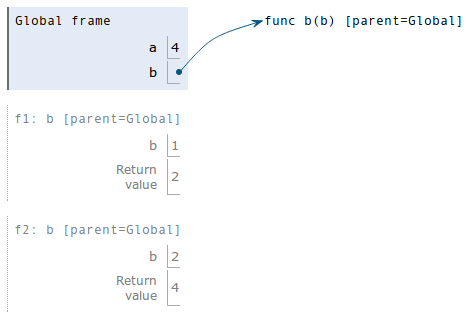 Global frame
func b(b) [parent=Global]
a 4
b
f1: b [parent=Global]
b 1
Return
value 2
f2: b [parent=Global]
b 2
Return
value 4